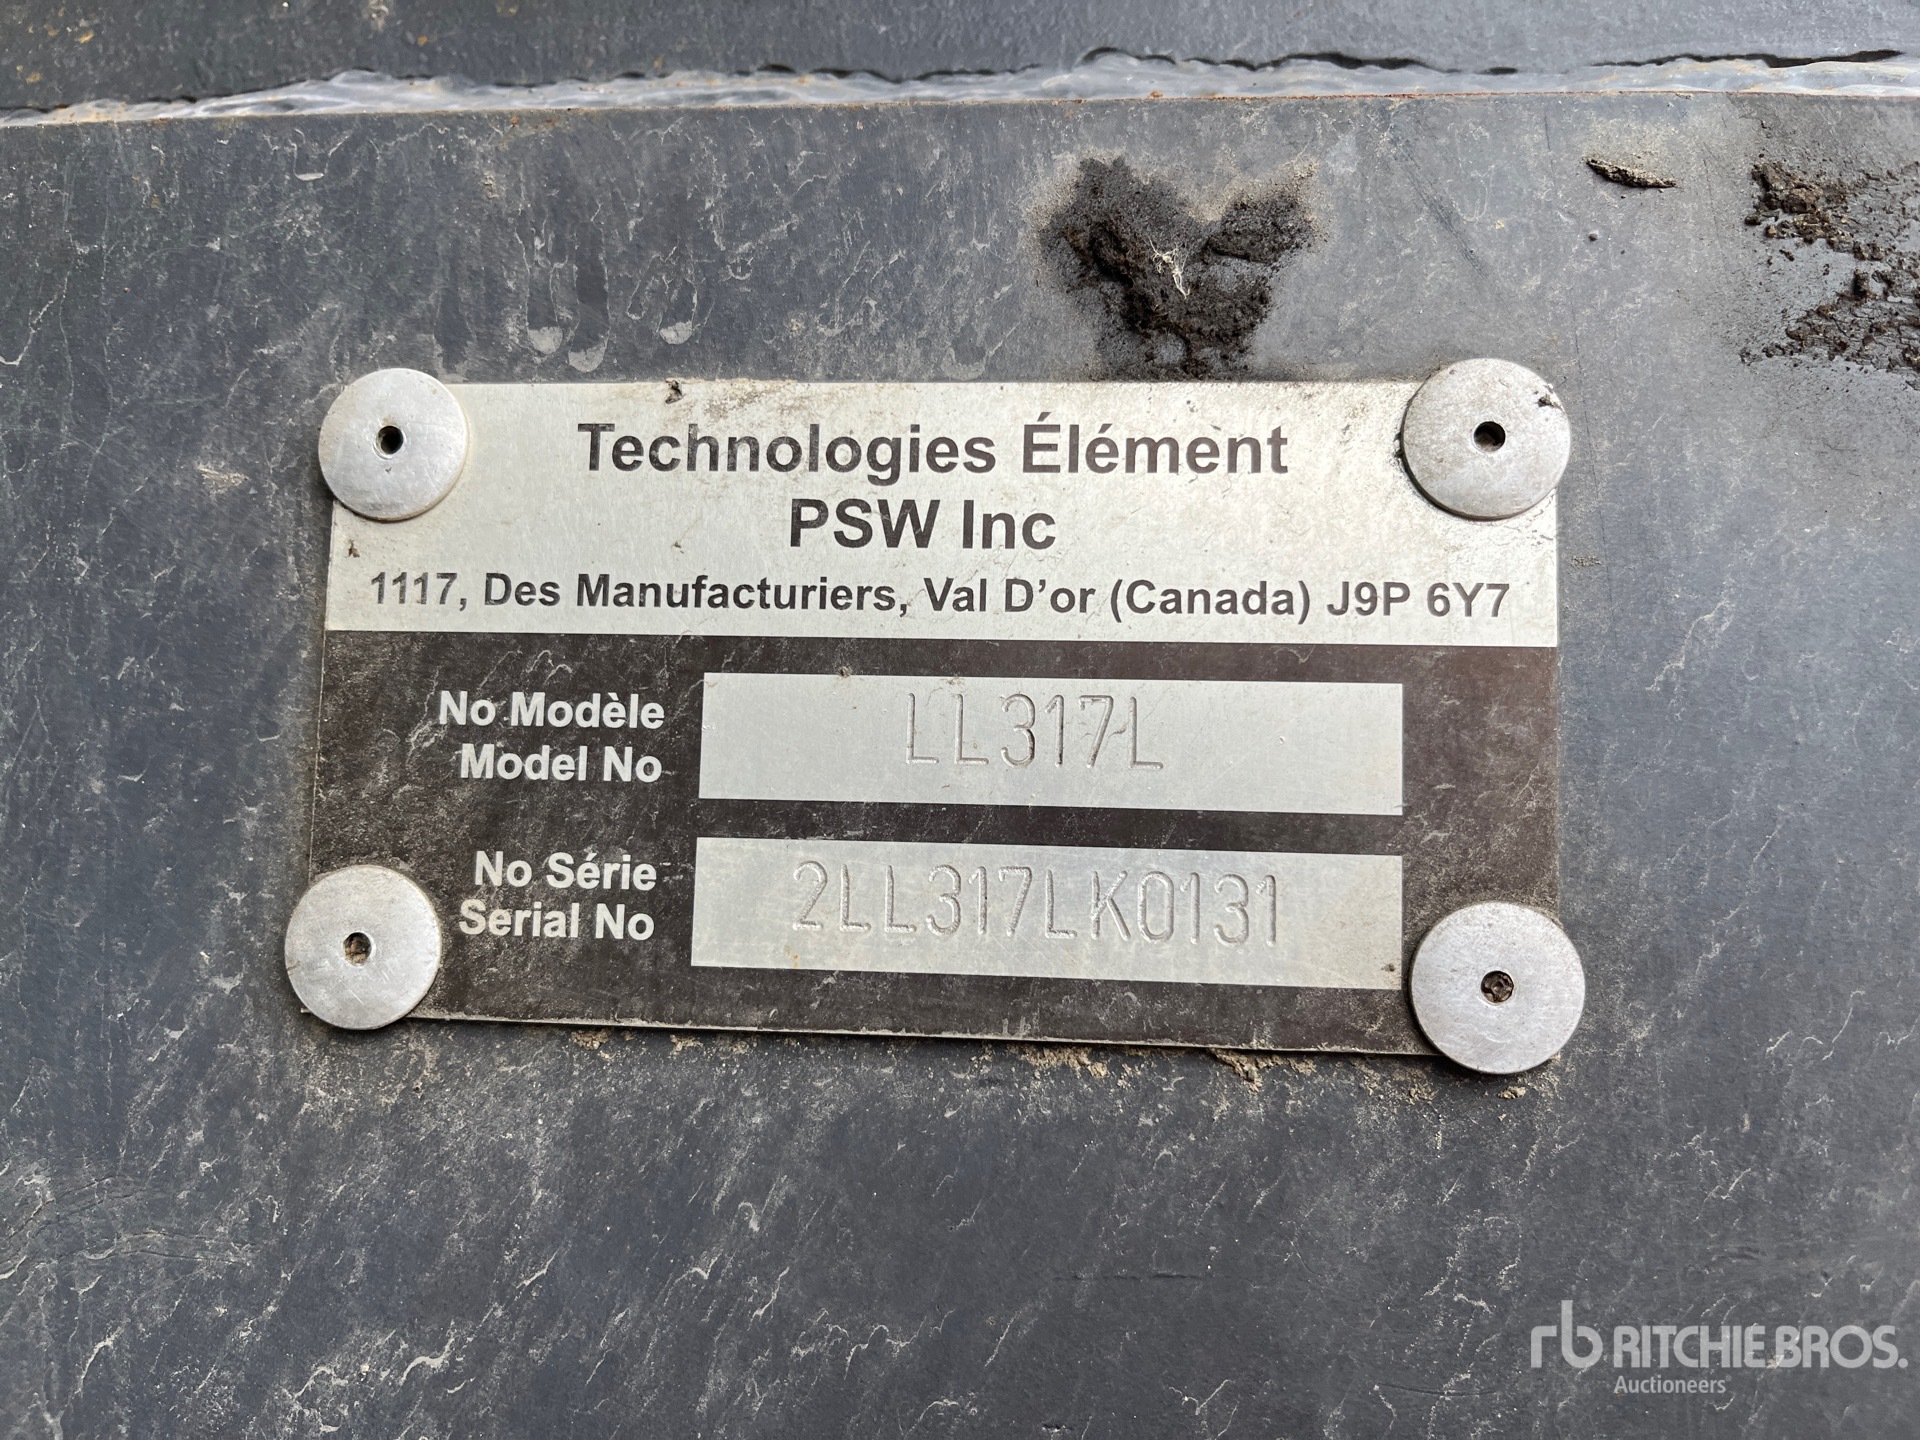 Technologies Élément
PSW Inc
1117, Des Manufacturiers, Val D'or (Canada) J9P 6Y7
No Modèle
Model No
LL317L
No Série
Serial No
2LL317LK0131
rb RITCHIE BROS.
Auctioneers